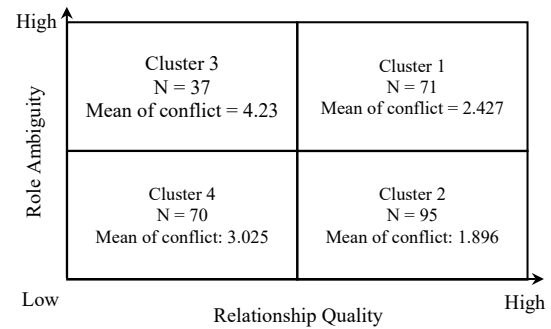 High
Cluster 3
N = 37
Mean of conflict = 4.23
Cluster 1
N = 71
Mean of conflict = 2.427
Role Ambiguity
Cluster 4
N = 70
Mean of conflict: 3.025
Cluster 2
N = 95
Mean of conflict: 1.896
Low
Relationship Quality
High